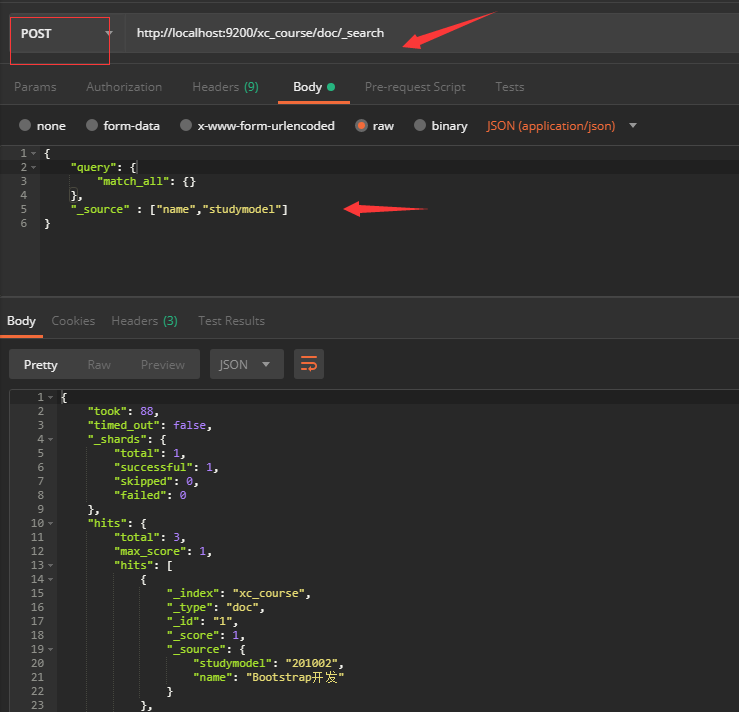 POST http://localhost:9200/xc_course/doc/_search
Params Authorization Headers (9) Body Pre-request Script Tests
none form-data x-www-form-urlencoded raw binary JSON (application/json)
1 {
2 "query": {
3 "match_all": {}
4 },
5 "_source" : ["name","studymodel"]
6 }
Body Cookies Headers (3) Test Results
Pretty Raw Preview JSON
1 {
2 "took": 88,
3 "timed_out": false,
4 "_shards": {
5 "total": 1,
6 "successful": 1,
7 "skipped": 0,
8 "failed": 0
9 },
10 "hits": {
11 "total": 3,
12 "max_score": 1,
13 "hits": [
14 {
15 "_index": "xc_course",
16 "_type": "doc",
17 "_id": "1",
18 "_score": 1,
19 "_source": {
20 "studymodel": "201002",
21 "name": "Bootstrap开发"
22 }
23 },